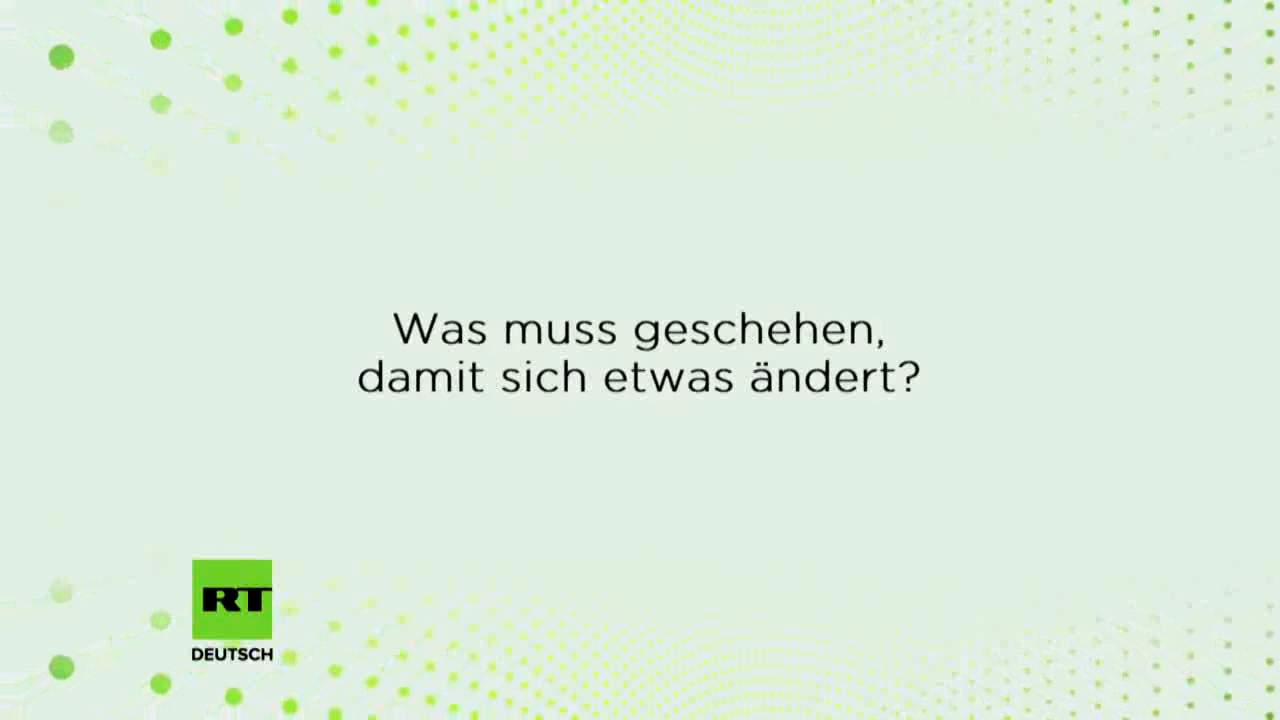 Was muss geschehen,
damit sich etwas ändert?
RT
DEUTSCH